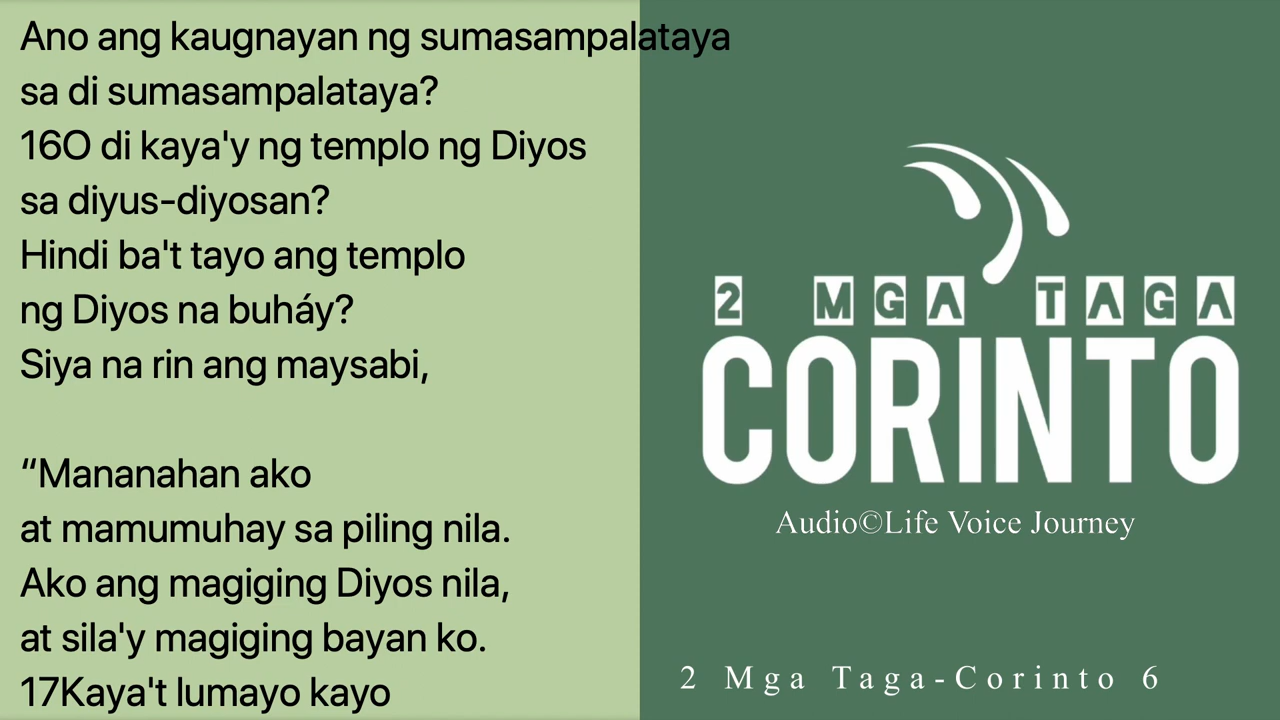 Ano ang kaugnayan ng sumasampalataya
sa di sumasampalataya?
16O di kaya'y ng templo ng Diyos
sa diyus-diyosan?
Hindi ba't tayo ang templo
ng Diyos na buháy?
Siya na rin ang maysabi,
“Mananahan ako
at mamumuhay sa piling nila.
Ako ang magiging Diyos nila,
at sila'y magiging bayan ko.
17Kaya't lumayo kayo
2 MGA TAGA
CORINTO
Audio©Life Voice Journey
2 Mga Taga-Corinto 6